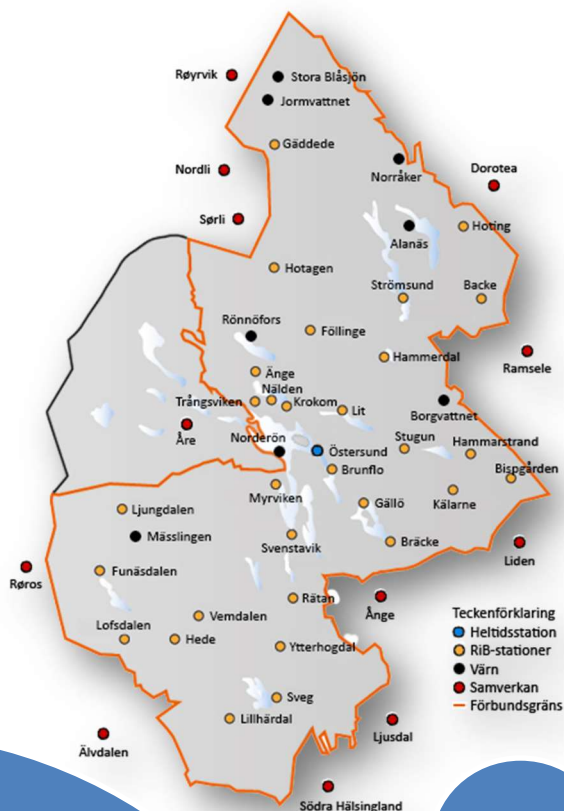 Røyrvik
Stora Blåsjön
Jormvattnet
Gäddede
Norråker
Nordli
Dorotea
Sørli
Alanäs
Hoting
Hotagen
Strömsund
Backe
Rönnöfors
Föllinge
Hammerdal
Ramsele
Änge
Nälden
Trångsviken
Krokom
Lit
Borgvattnet
Åre
Norderön
Östersund
Stugun
Hammarstrand
Brunflo
Bispgården
Myrviken
Gällö
Kälarne
Ljungdalen
Mässlingen
Svenstavik
Bräcke
Liden
Røros
Funäsdalen
Rätan
Ånge
Lofsdalen
Vemdalen
Hede
Ytterhogdal
Teckenförklaring
Heltidsstation
RiB-stationer
Värn
Samverkan
Förbundsgräns
Sveg
Lillhärdal
Ljusdal
Älvdalen
Södra Hälsingland